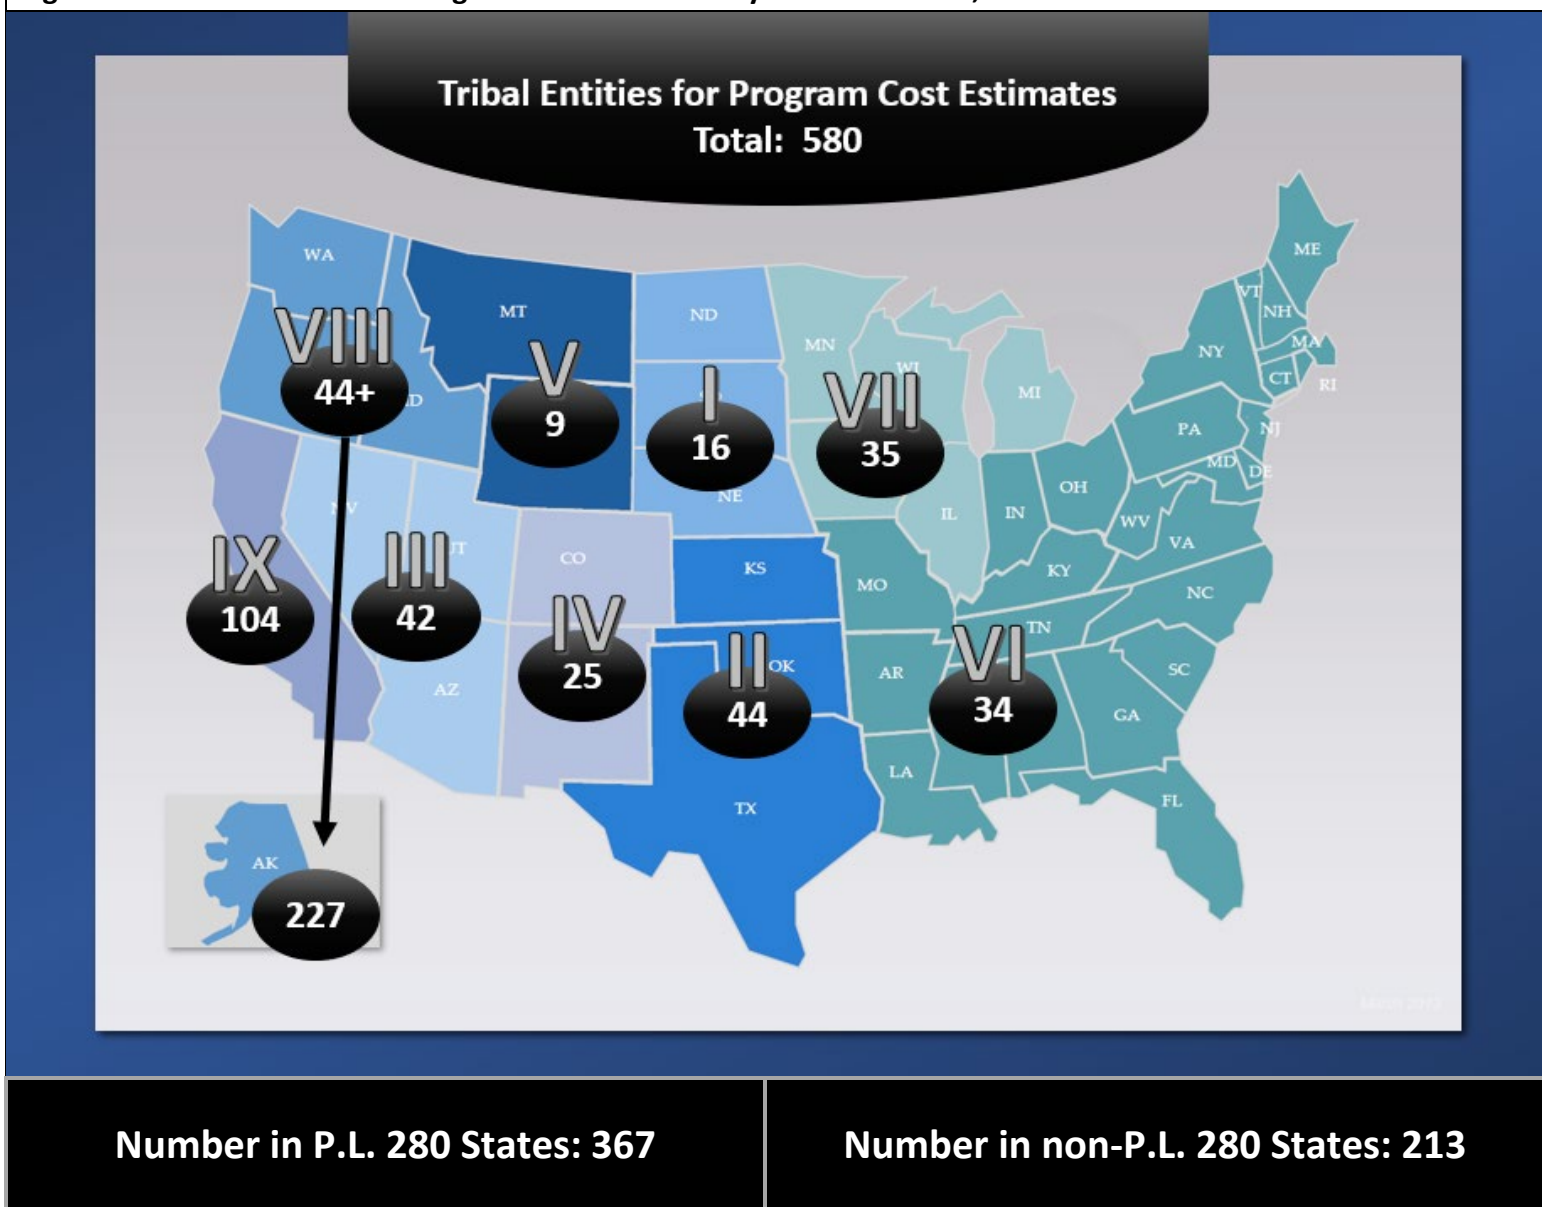 Tribal Entities for Program Cost Estimates
Total: 580
WA
MT
ND
MN
WI
MI
ME
VT
NH
MA
NY
CT
RI
PA
NJ
MD
DE
VIII
44+
V
9
I
16
VII
35
NE
IL
IN
OH
WV
VA
KY
NC
TN
SC
IX
104
III
42
CO
KS
MO
IV
25
AZ
II
44
OK
AR
VI
34
GA
LA
TX
FL
AK
227
Number in P.L. 280 States: 367
Number in non-P.L. 280 States: 213